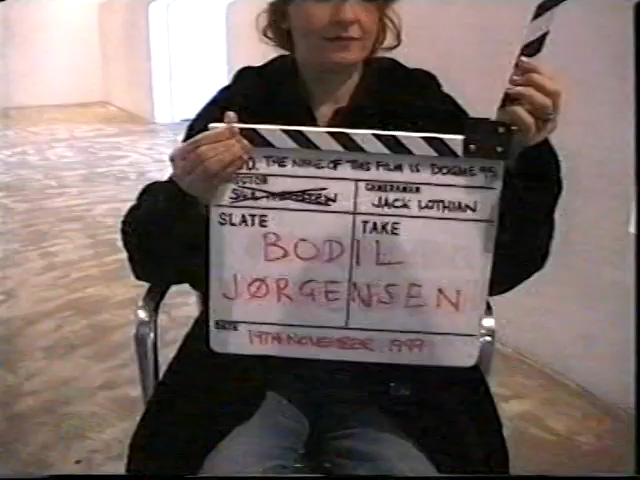 THE NAME OF THIS FILM IS DOGME 95
CAMERAMAN
JACK LOTHIAN
SLATE
TAKE
BODIL
JØRGENSEN
DATE
19TH NOVEMBER 1999